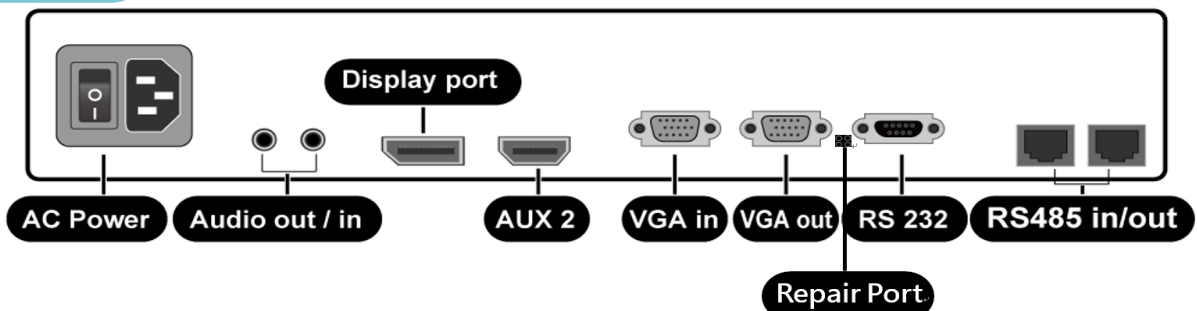 Display port
AC Power
Audio out / in
AUX 2
VGA in
VGA out
RS 232
RS485 in/out
Repair Port